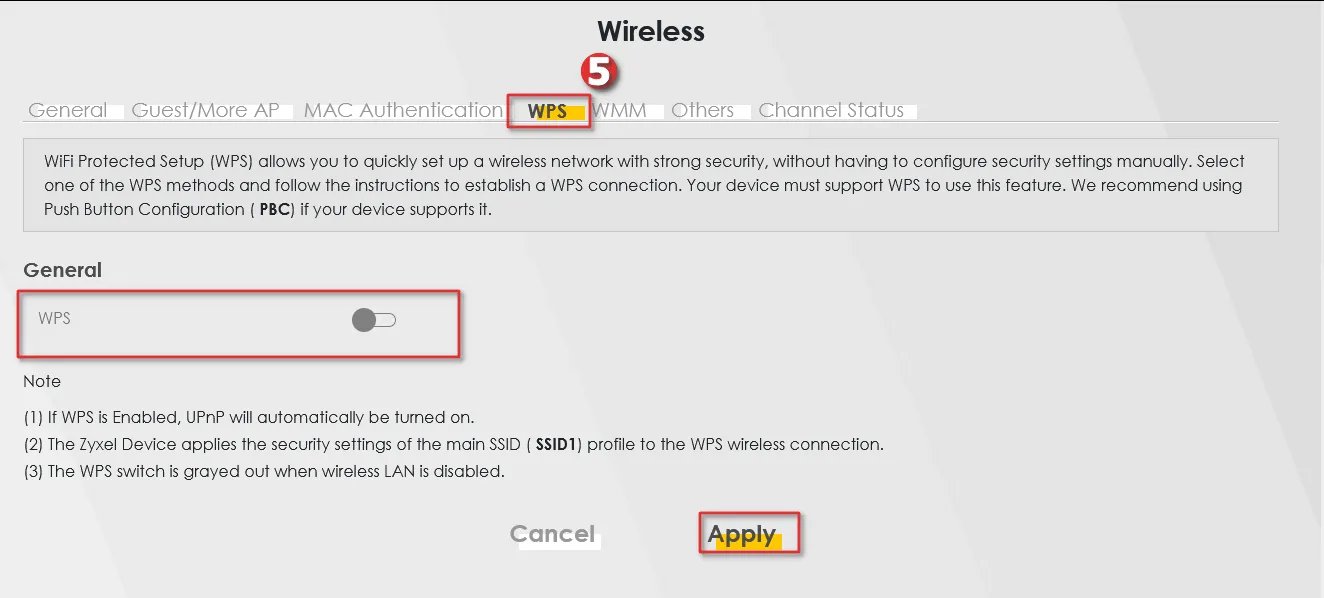 Wireless
5
General Guest/More AP MAC Authentication WPS WMM Others Channel Status
WiFi Protected Setup (WPS) allows you to quickly set up a wireless network with strong security, without having to configure security settings manually. Select
one of the WPS methods and follow the instructions to establish a WPS connection. Your device must support WPS to use this feature. We recommend using
Push Button Configuration ( PBC) if your device supports it.
General
WPS
Note
(1) If WPS is Enabled, UPnP will automatically be turned on.
(2) The Zyxel Device applies the security settings of the main SSID ( SSID1) profile to the WPS wireless connection.
(3) The WPS switch is grayed out when wireless LAN is disabled.
Cancel Apply